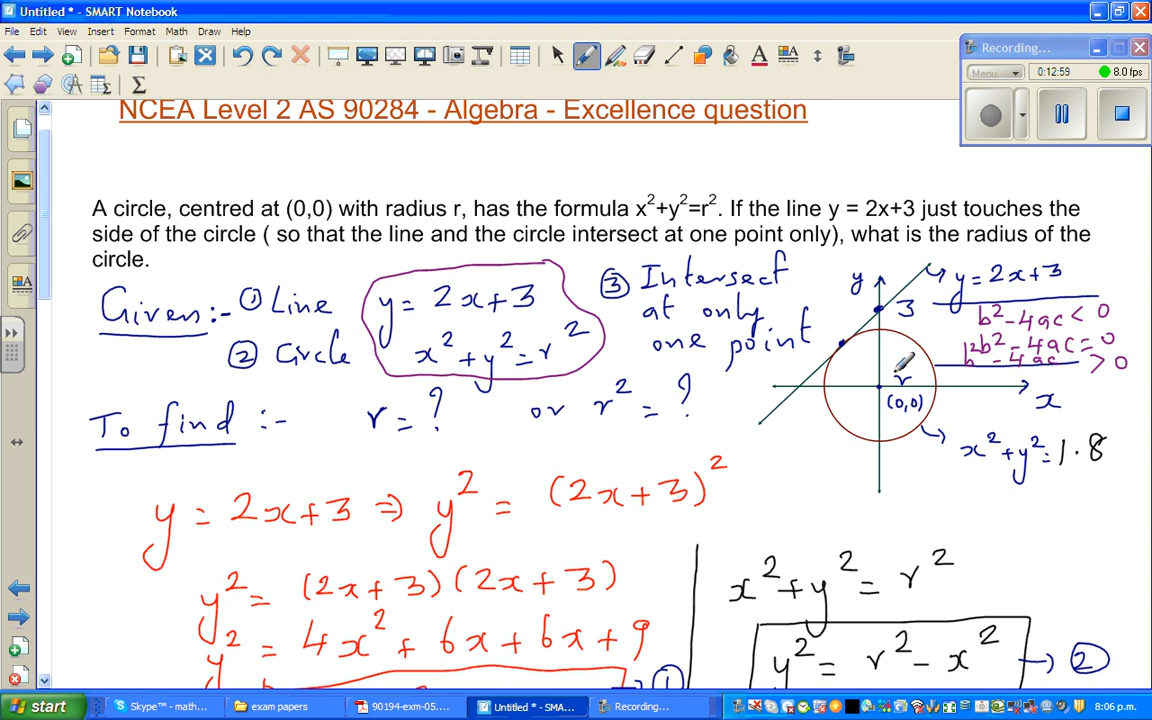 Untitled * - SMART Notebook
File Edit View Insert Format Math Draw Help
Recording...
Menu 0:12:59 8.0 fps
NCEA Level 2 AS 90284 - Algebra - Excellence question
A circle, centred at (0,0) with radius r, has the formula x²+y²=r². If the line y = 2x+3 just touches the
side of the circle ( so that the line and the circle intersect at one point only), what is the radius of the
circle.
Given:- ① Line y = 2x+3
② Circle x²+y²=r²
③ Intersect
at only
one point
To find :- r = ? or r² = ?
y
y = 2x+3
3
b²-4ac < 0
b²-4ac = 0
b²-4ac > 0
r
(0,0)
x
x²+y²=1.8
y = 2x+3 ⇒ y² = (2x+3)²
y² = (2x+3)(2x+3)
y² = 4x² + 6x + 6x + 9
①
x²+y² = r²
y² = r² - x² → ②
start
Skype™ - math...
exam papers
90194-exm-05....
Untitled * - SM...
Recording...
8:06 p.m.